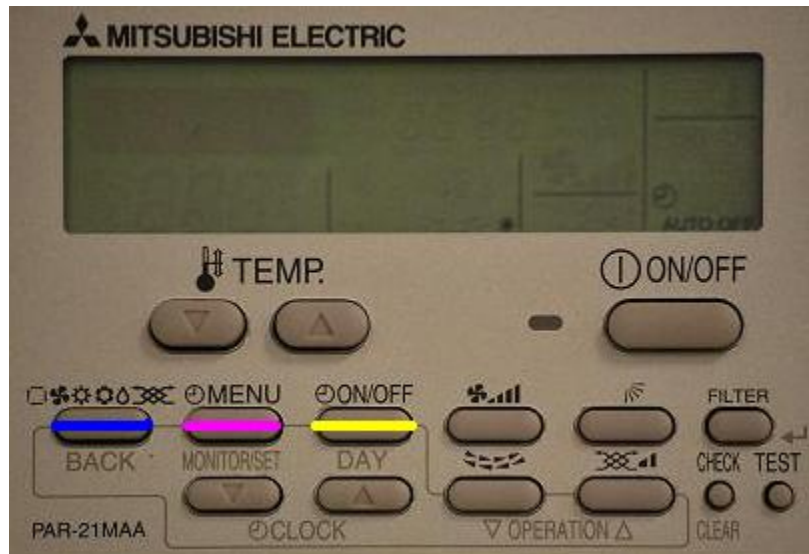 MITSUBISHI ELECTRIC
AUTO OFF
TEMP.
ON/OFF
MENU
ON/OFF
FILTER
BACK
MONITOR/SET
DAY
CHECK
TEST
PAR-21MAA
CLOCK
OPERATION
CLEAR